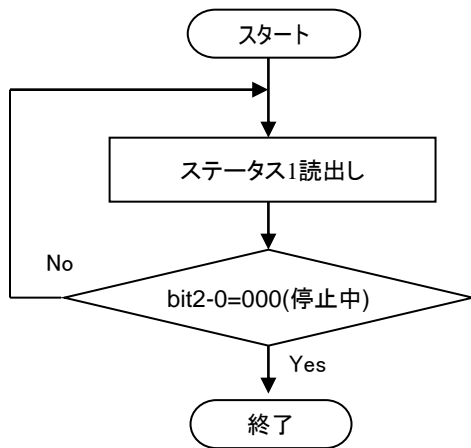 スタート
ステータス1読出し
No
bit2-0=000(停止中)
Yes
終了